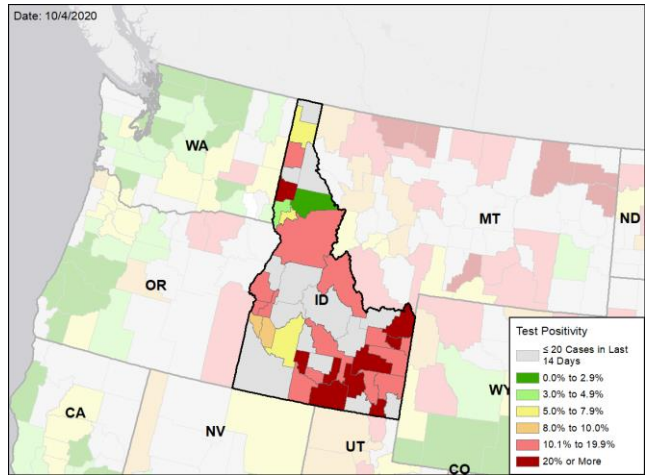 Date: 10/4/2020
WA
MT
ND
OR
ID
WY
CA
NV
UT
CO
Test Positivity
≤ 20 Cases in Last
14 Days
0.0% to 2.9%
3.0% to 4.9%
5.0% to 7.9%
8.0% to 10.0%
10.1% to 19.9%
20% or More